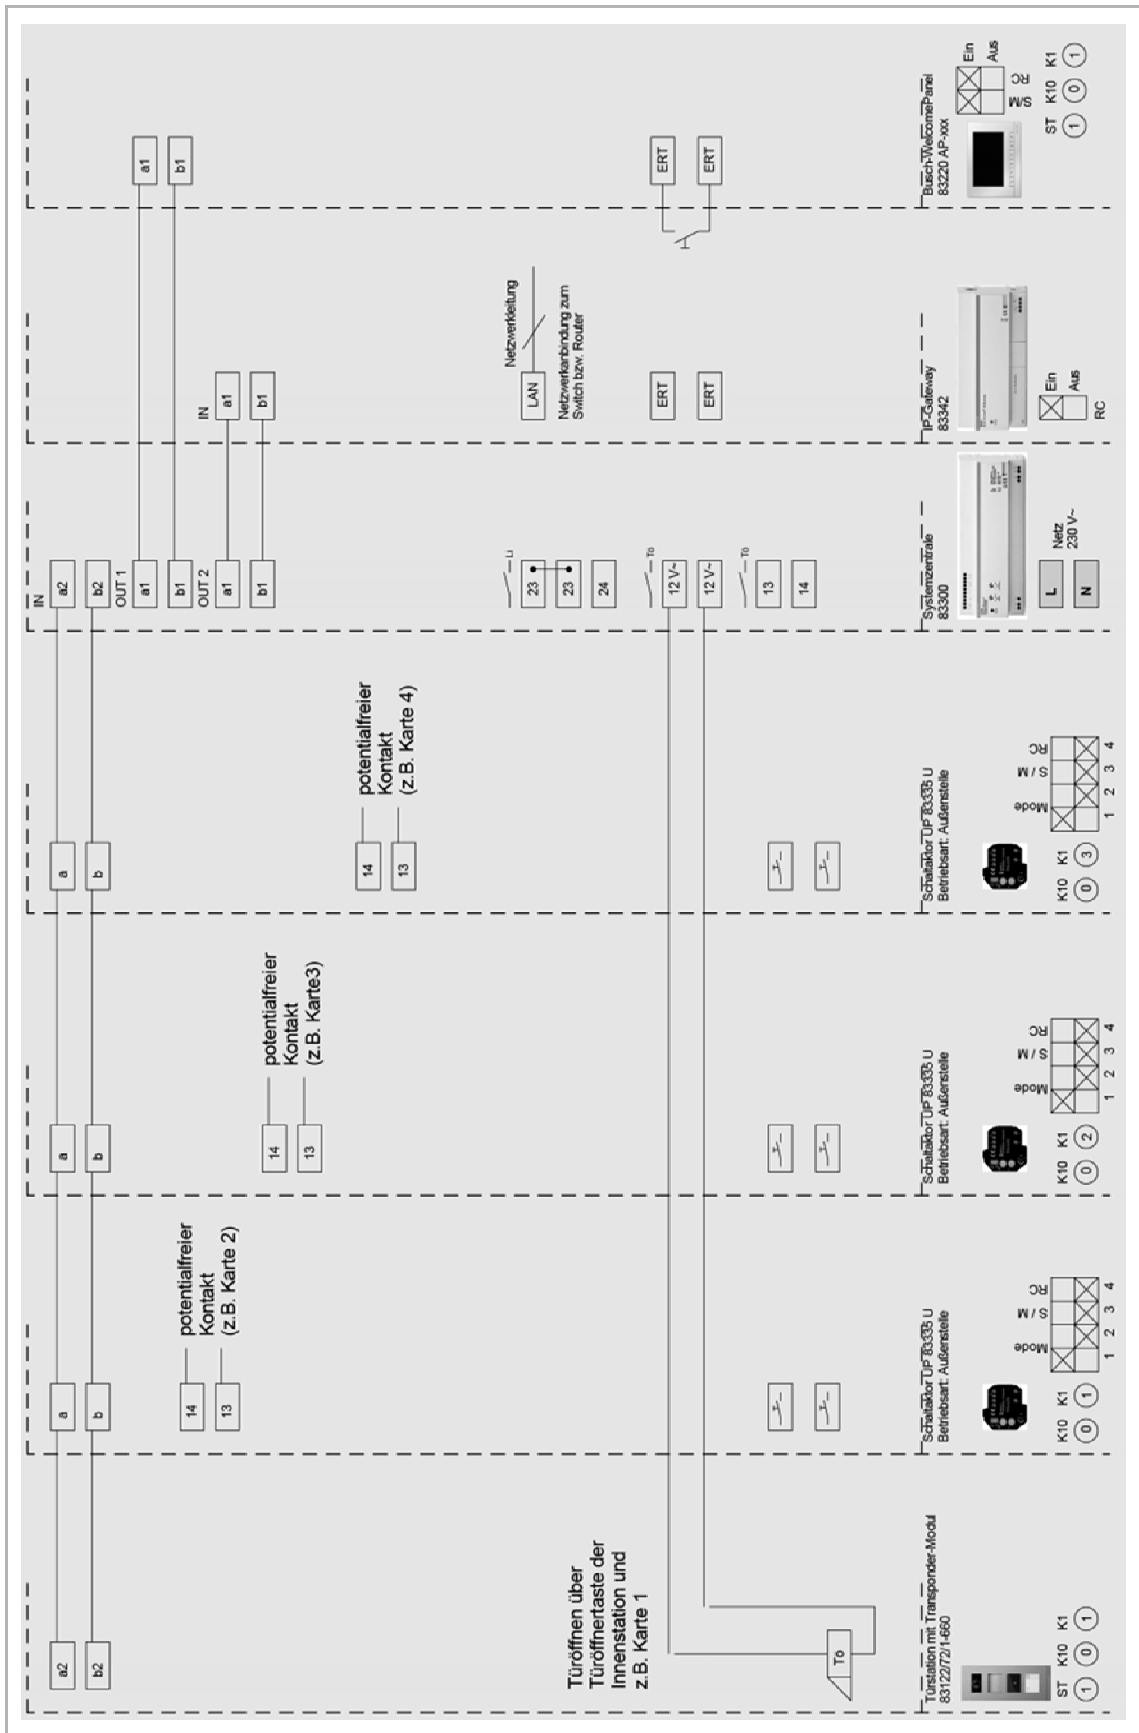 a2
b2
Türöffnen über
Türöffnertaste der
Innenstation und
z.B. Karte 1
Tö
Türstation mit Transponder-Modul
83122/72/1-660
ST K10 K1
1 0 1
a
b
14
13
potentialfreier
Kontakt
(z.B. Karte 2)
Schaltaktor UP 83335 U
Betriebsart: Außenstelle
K10 K1
0 1
Mode S / M RC
1 2 3 4
a
b
14
13
potentialfreier
Kontakt
(z.B. Karte3)
Schaltaktor UP 83335 U
Betriebsart: Außenstelle
K10 K1
0 2
Mode S / M RC
1 2 3 4
a
b
14
13
potentialfreier
Kontakt
(z.B. Karte 4)
Schaltaktor UP 83335 U
Betriebsart: Außenstelle
K10 K1
0 3
Mode S / M RC
1 2 3 4
IN
a2
b2
OUT 1
a1
b1
OUT 2
a1
b1
Li
23
23
24
Tö
12 V~
12 V~
Tö
13
14
Systemzentrale
83300
L
N
Netz
230 V~
IN
a1
b1
LAN
Netzwerkleitung
Netzwerkanbindung zum
Switch bzw. Router
ERT
ERT
IP-Gateway
83342
Ein
Aus
RC
a1
b1
ERT
ERT
Busch-WelcomePanel
83220 AP-xxx
Ein
Aus
S/M RC
ST K10 K1
1 0 1